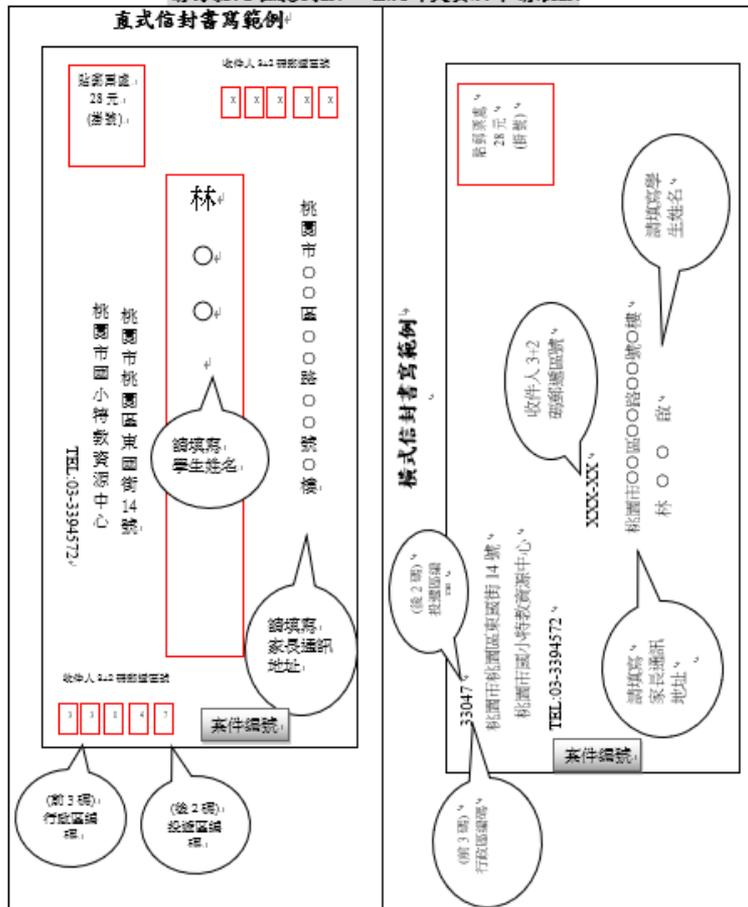 直式信封書寫範例
收件人 3+2 碼郵遞區號
貼郵票處
28 元
(掛號)
X X X X X
桃園市○○區○○路○○號○樓
林
○
○
請填寫
學生姓名
桃園市桃園區東國街14號
桃園市國小特教資源中心
TEL:03-3394572
請填寫
家長通訊
地址
收件人 3+2 碼郵遞區號
3 3 0 4 7
案件編號
(前 3 碼)
行政區編
碼
(後 2 碼)
投遞區編
碼
橫式信封書寫範例
貼郵票處
28 元
(掛號)
請填寫學
生姓名
收件人 3+2
碼郵遞區號
XXX-XX
桃園市○○區○○路○○號○樓
林 ○ ○ 啟
(後 2 碼)
投遞區編
碼
33047
桃園市桃園區東國街 14 號
桃園市國小特教資源中心
TEL:03-3394572
請填寫
家長通訊
地址
案件編號
(前 3 碼)
行政區編碼